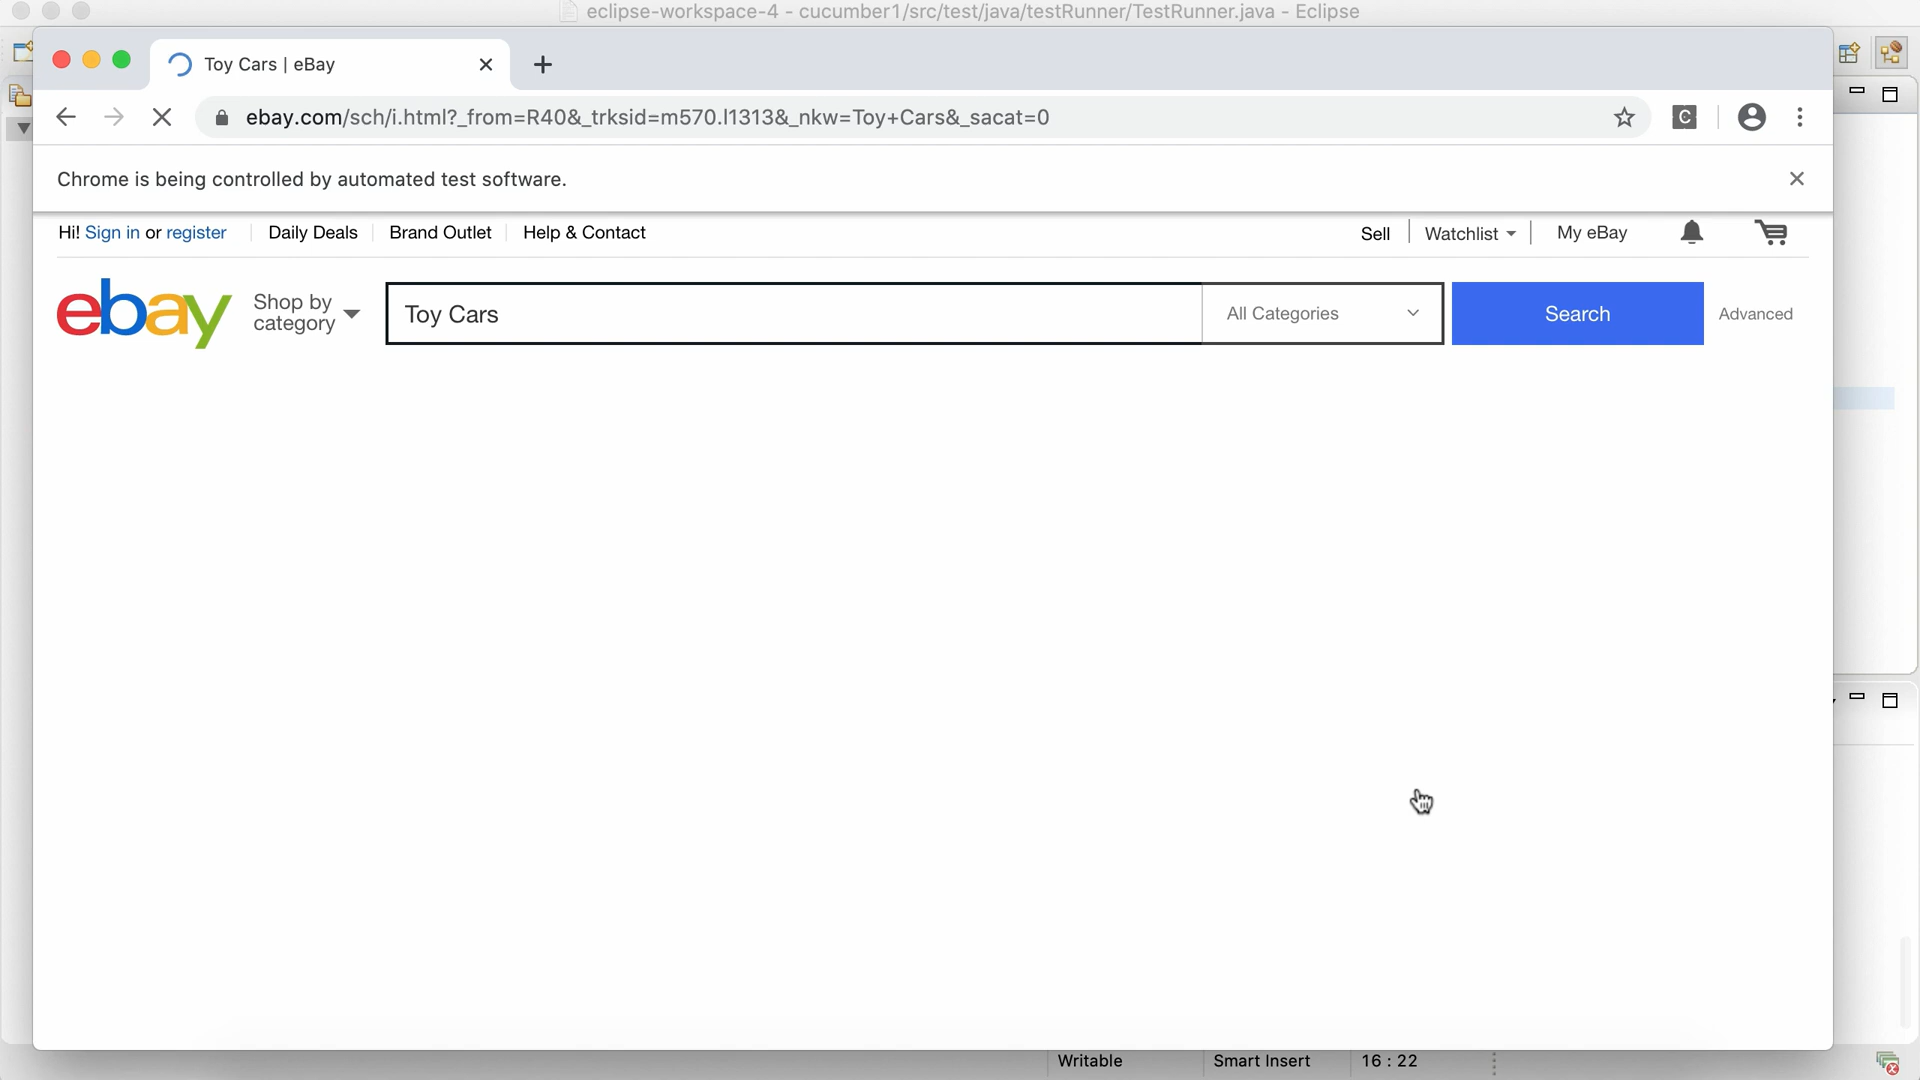 eclipse-workspace-4 - cucumber1/src/test/java/testRunner/TestRunner.java - Eclipse
Toy Cars | eBay
ebay.com/sch/i.html?_from=R40&_trksid=m570.l1313&_nkw=Toy+Cars&_sacat=0
C
Chrome is being controlled by automated test software.
Hi! Sign in or register Daily Deals Brand Outlet Help & Contact Sell Watchlist My eBay
ebay
Shop by
category
Toy Cars
All Categories
Search
Advanced
Writable Smart Insert 16 : 22